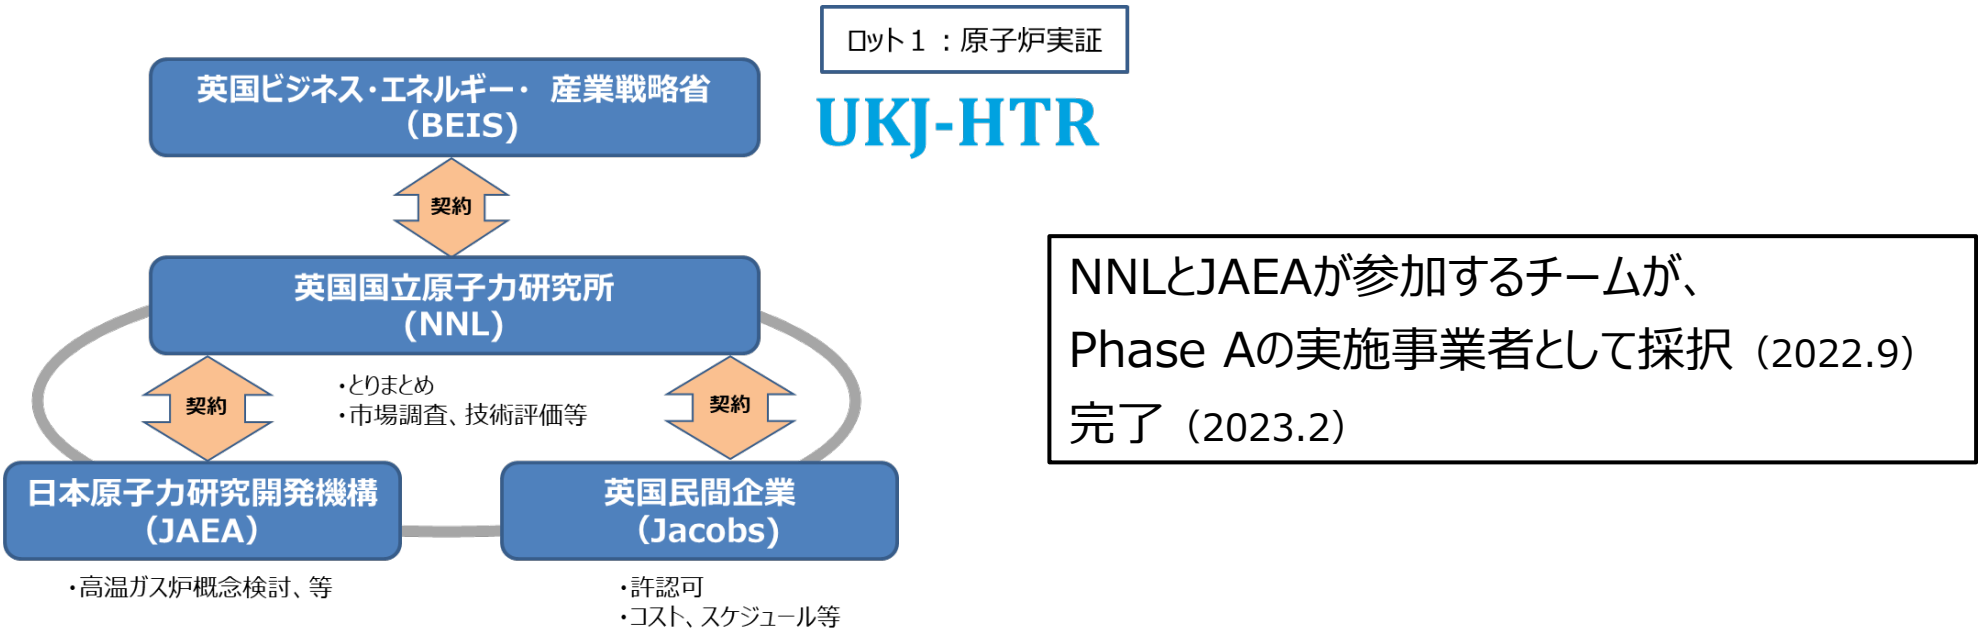 ロット１：原子炉実証
UKJ-HTR
英国ビジネス・エネルギー・ 産業戦略省
（BEIS)
契約
英国国立原子力研究所
(NNL)
契約
・とりまとめ
・市場調査、技術評価等
契約
日本原子力研究開発機構
（JAEA）
・高温ガス炉概念検討、等
英国民間企業
（Jacobs)
・許認可
・コスト、スケジュール等
NNLとJAEAが参加するチームが、
Phase Aの実施事業者として採択（2022.9）
完了（2023.2）